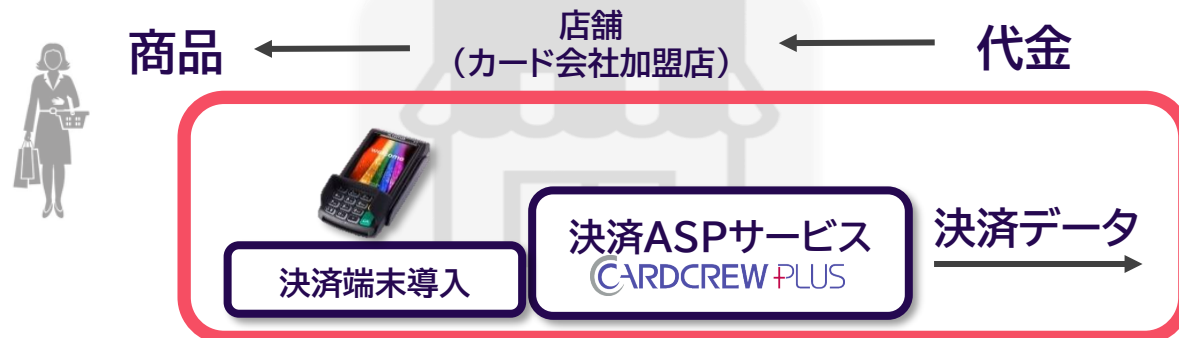 商品
店舗
（カード会社加盟店）
代金
welcome
決済端末導入
決済ASPサービス
CARDCREW PLUS
決済データ